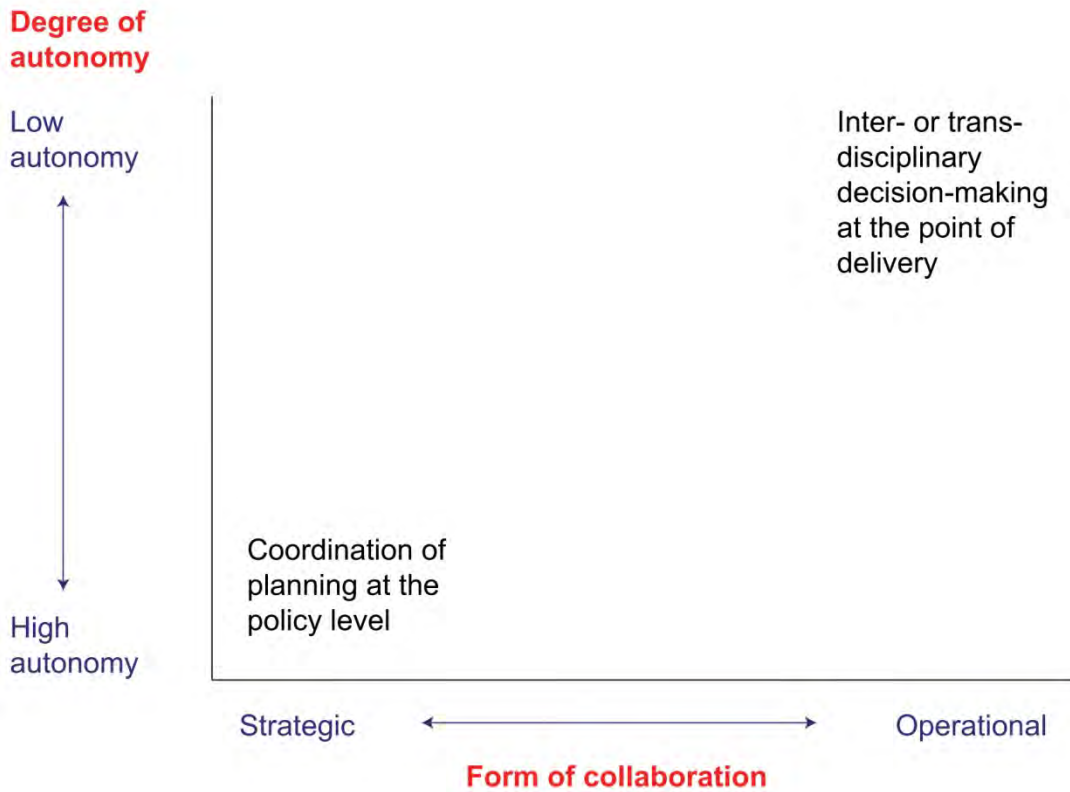 Degree of
autonomy
Low
autonomy
Inter- or trans-
disciplinary
decision-making
at the point of
delivery
Coordination of
planning at the
policy level
High
autonomy
Strategic
Operational
Form of collaboration